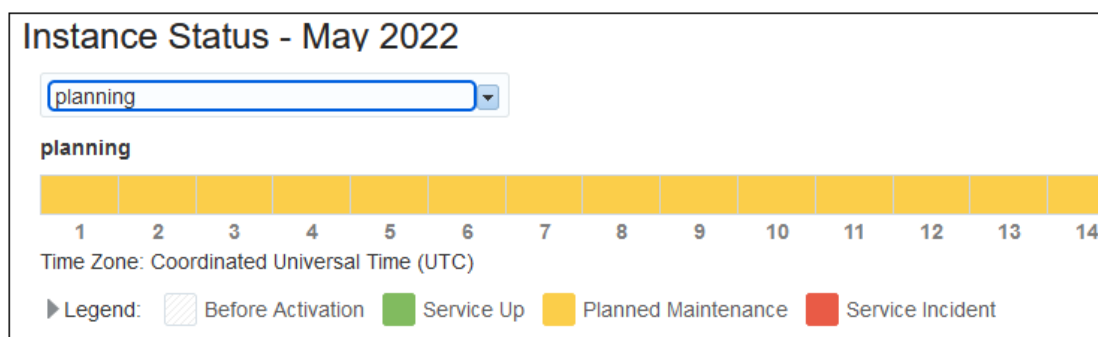 Instance Status - May 2022
planning
planning
1 2 3 4 5 6 7 8 9 10 11 12 13 14
Time Zone: Coordinated Universal Time (UTC)
Legend: Before Activation Service Up Planned Maintenance Service Incident